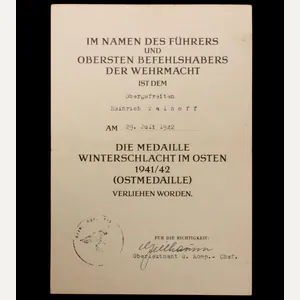 IM NAMEN DES FÜHRERS
UND
OBERSTEN BEFEHLSHABERS
DER WEHRMACHT
IST DEM
Obergefreiten
Heinrich
AM 29. Juli 1942
DIE MEDAILLE
WINTERSCHLACHT IM OSTEN
1941/42
(OSTMEDAILLE)
VERLIEHEN WORDEN.
FÜR DIE RICHTIGKEIT:
Oberleutnant u. Komp.- Chef.